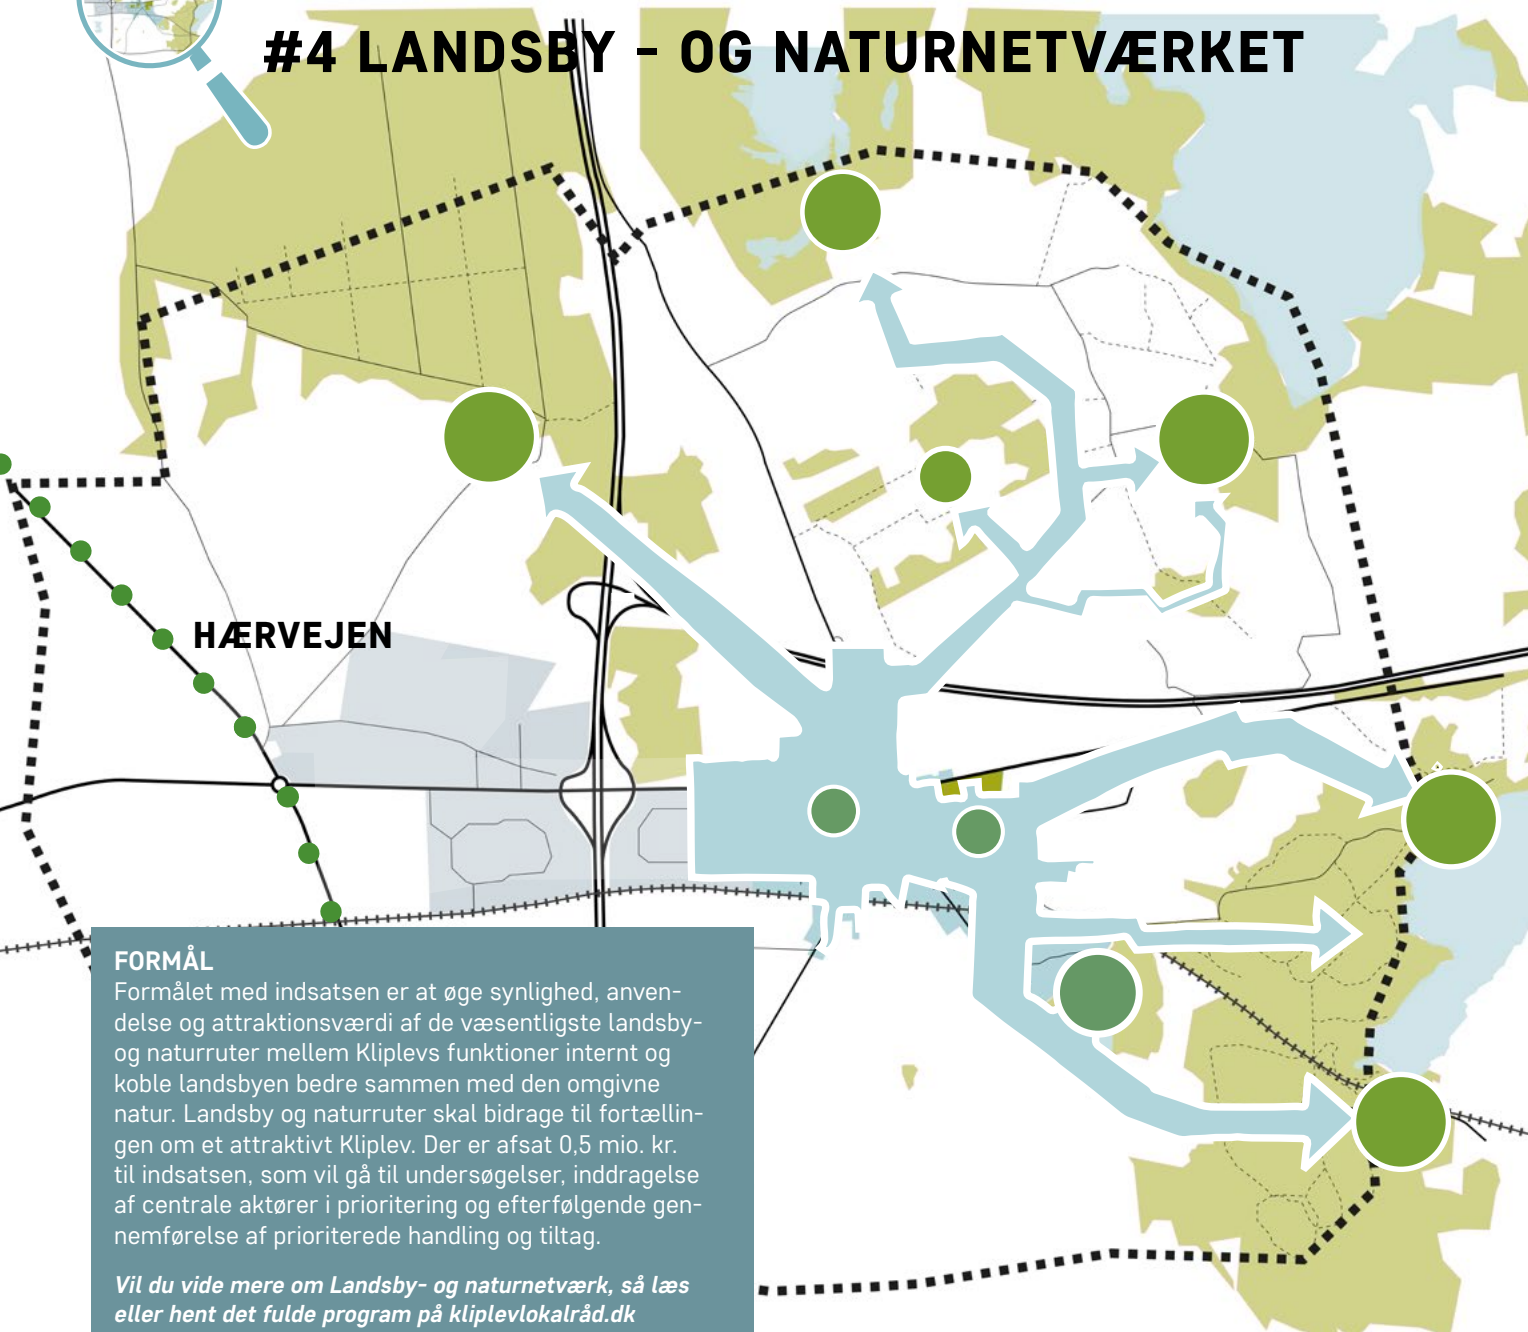 #4 LANDSBY - OG NATURNETVÆRKET
HÆRVEJEN
FORMÅL
Formålet med indsatsen er at øge synlighed, anven-
delse og attraktionsværdi af de væsentligste landsby-
og naturruter mellem Kliplevs funktioner internt og
koble landsbyen bedre sammen med den omgivne
natur. Landsby og naturruter skal bidrage til fortællin-
gen om et attraktivt Kliplev. Der er afsat 0,5 mio. kr.
til indsatsen, som vil gå til undersøgelser, inddragelse
af centrale aktører i prioritering og efterfølgende gen-
nemførelse af prioriterede handling og tiltag.
Vil du vide mere om Landsby- og naturnetværk, så læs
eller hent det fulde program på kliplevlokalråd.dk